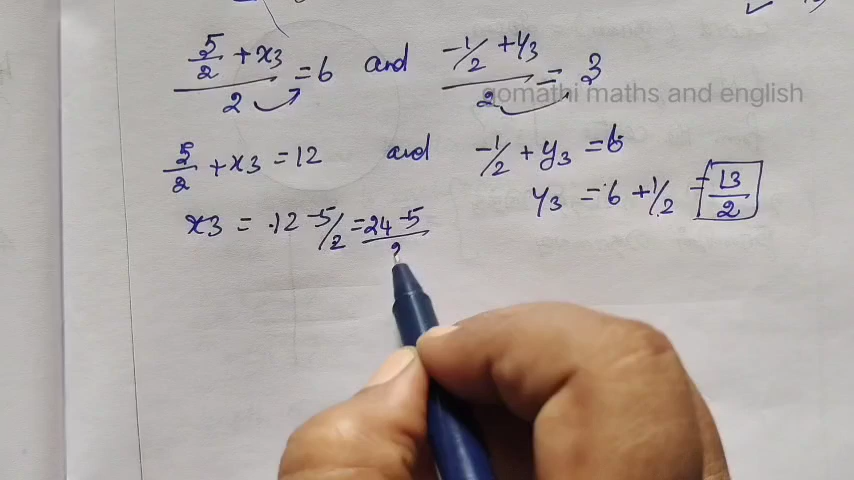 5/2 + x3 / 2 = 6 and -1/2 + y3 / 2 = 3
gomathi maths and english
5/2 + x3 = 12 and -1/2 + y3 = 6
y3 = 6 + 1/2 = 13/2
x3 = 12 - 5/2 = 24 - 5 / 2